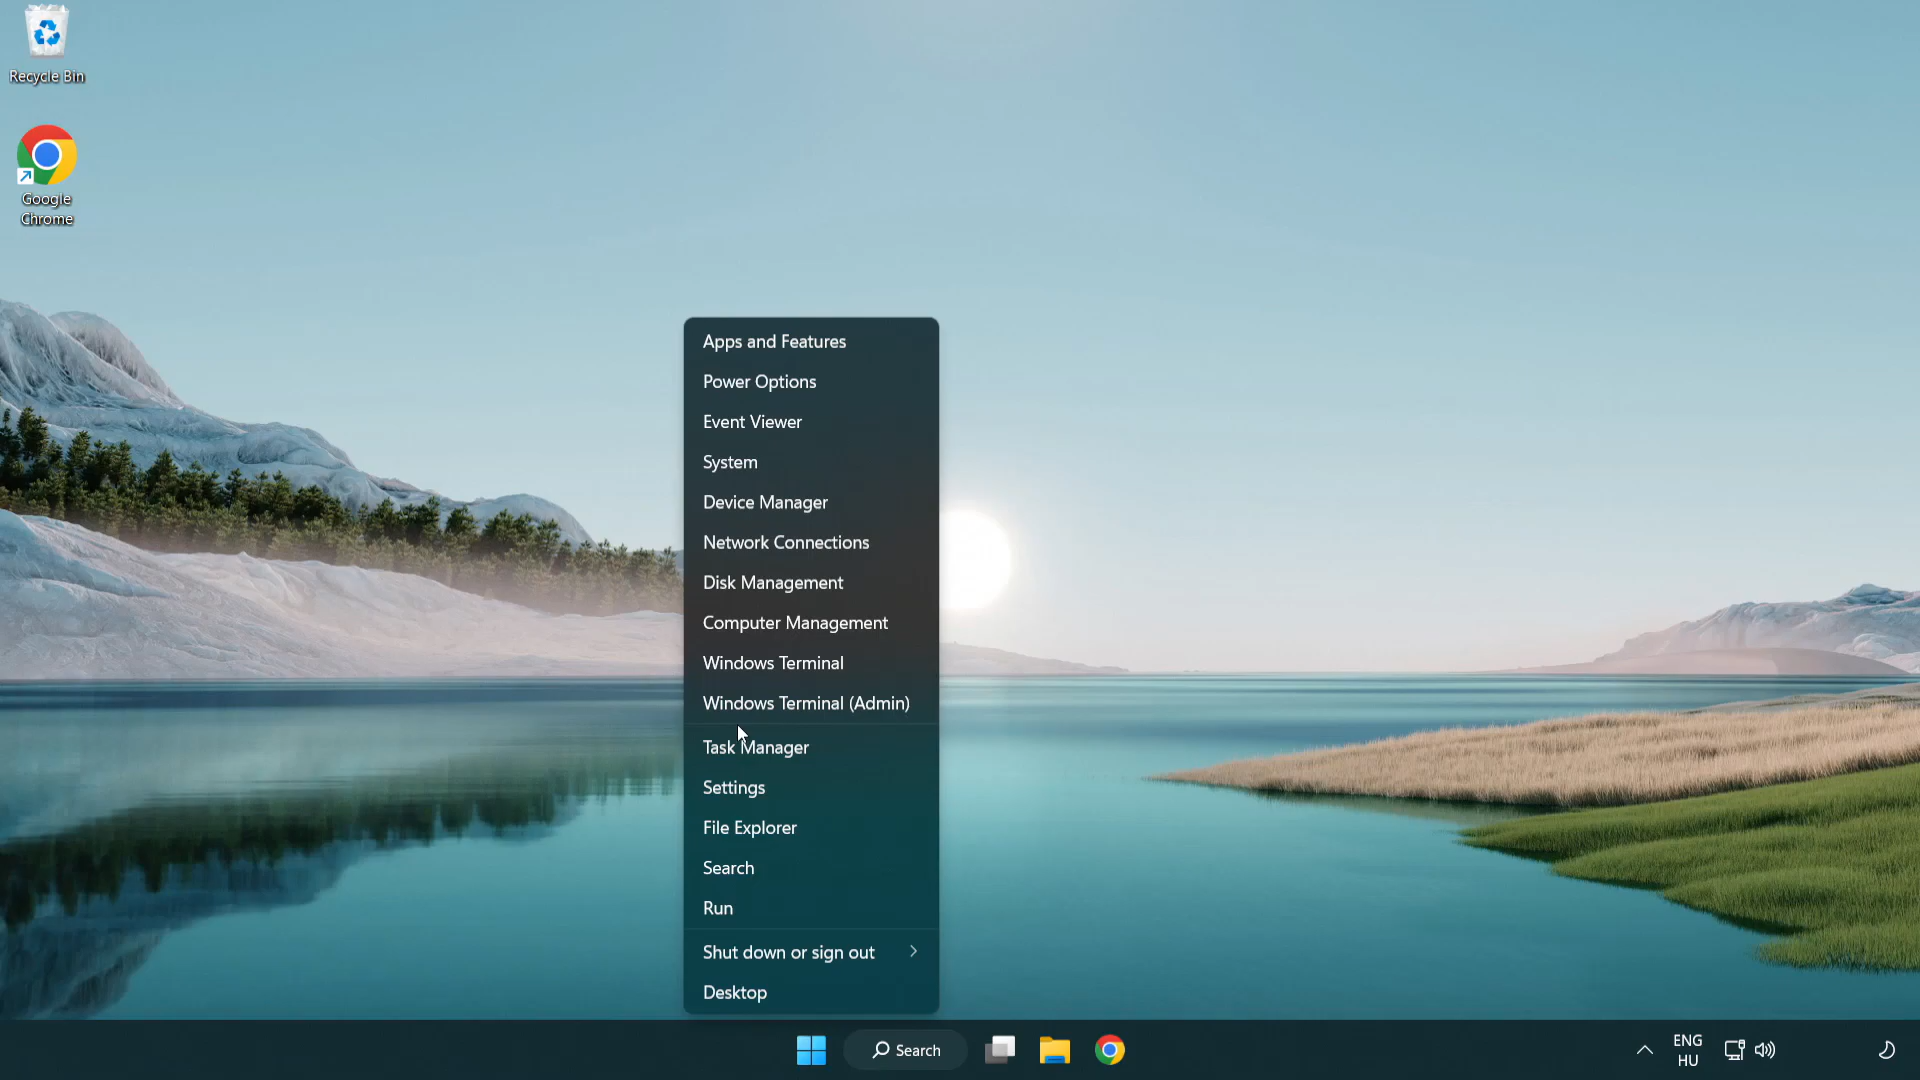 Recycle Bin
Google
Chrome
Apps and Features
Power Options
Event Viewer
System
Device Manager
Network Connections
Disk Management
Computer Management
Windows Terminal
Windows Terminal (Admin)
Task Manager
Settings
File Explorer
Search
Run
Shut down or sign out
Desktop
Search
ENG
HU